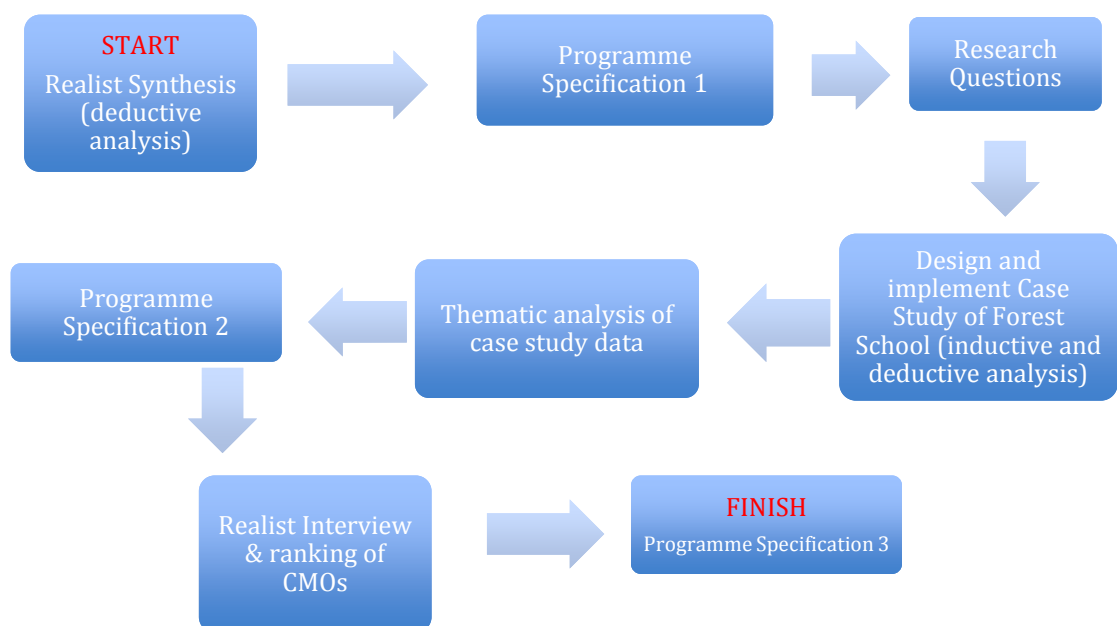 START
Realist Synthesis
(deductive
analysis)
Programme
Specification 1
Research
Questions
Design and
implement Case
Study of Forest
School (inductive and
deductive analysis)
Thematic analysis of
case study data
Programme
Specification 2
Realist Interview
& ranking of
CMOs
FINISH
Programme Specification 3